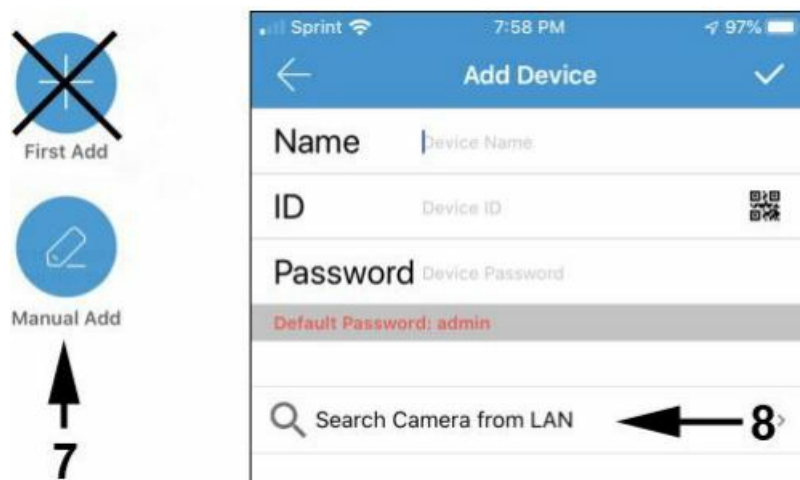 First Add
Manual Add
7
Sprint 7:58 PM 97%
Add Device
Name Device Name
ID Device ID
Password Device Password
Default Password: admin
Search Camera from LAN 8